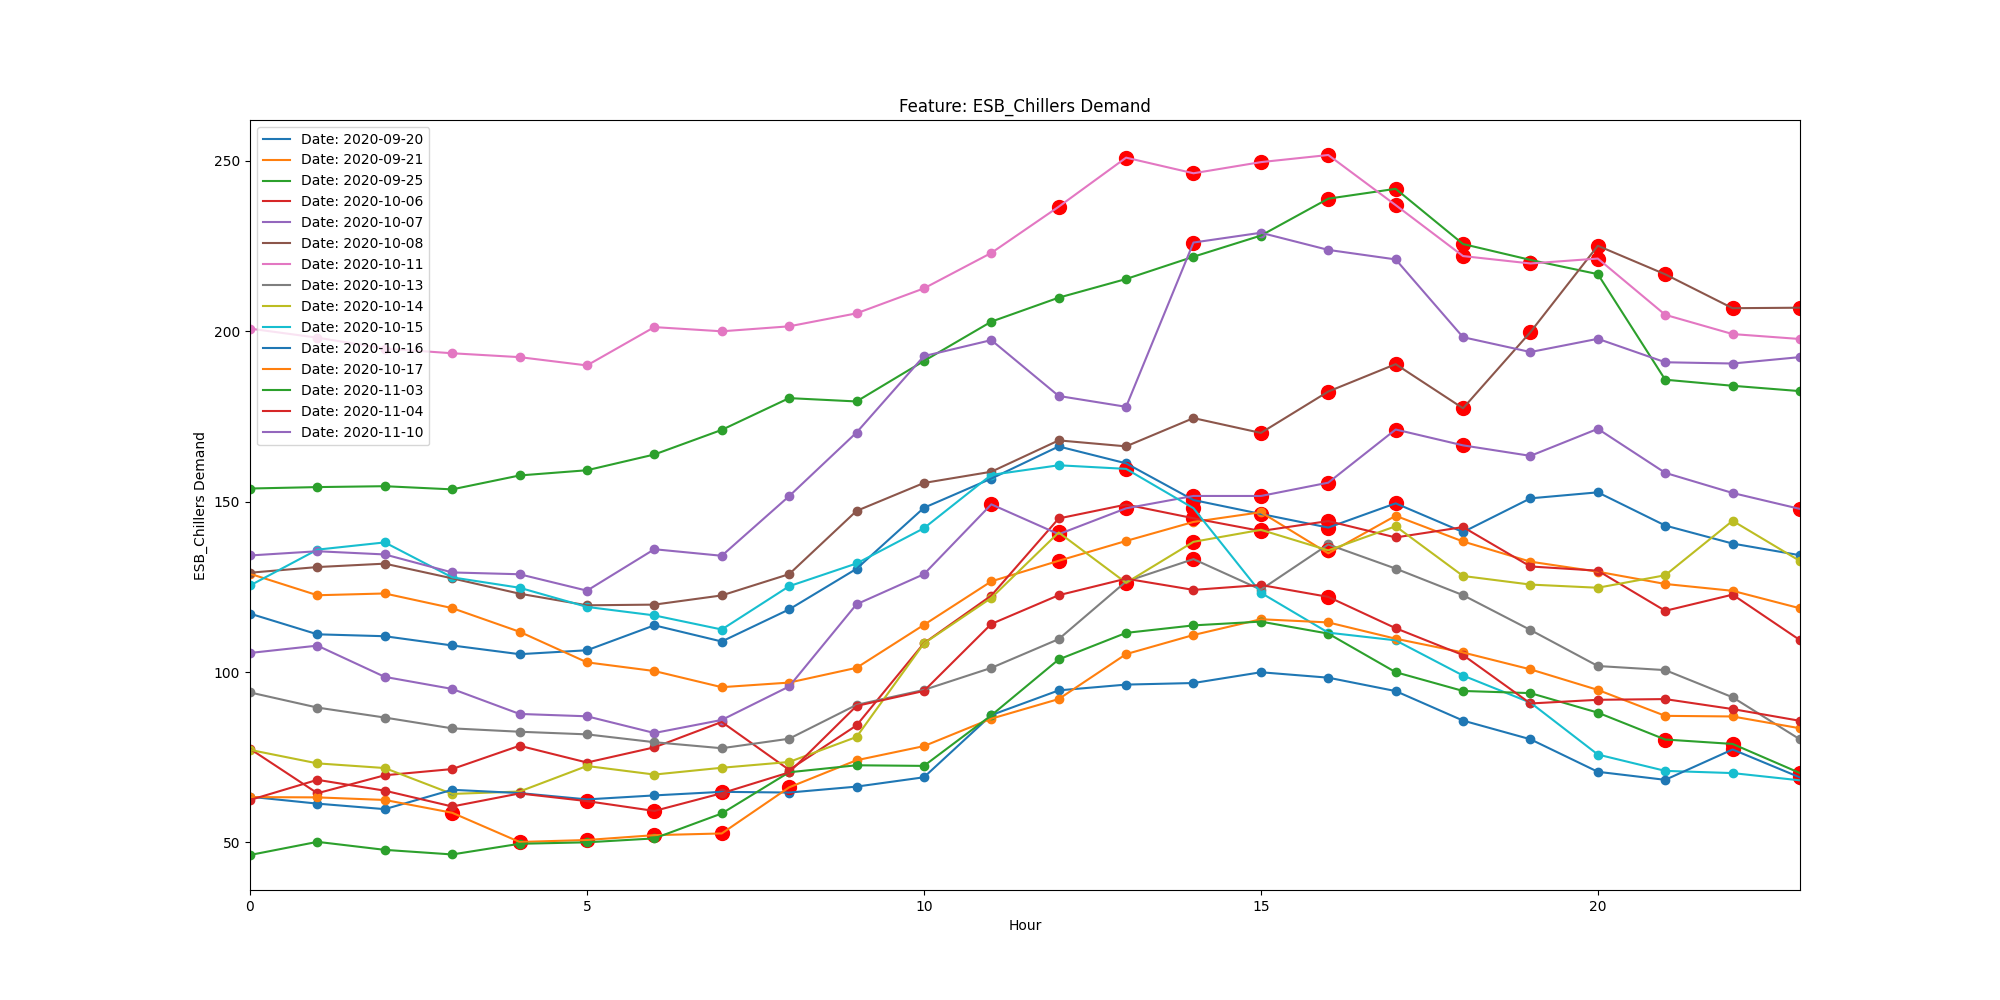 Feature: ESB_Chillers Demand
Date: 2020-09-20
Date: 2020-09-21
Date: 2020-09-25
Date: 2020-10-06
Date: 2020-10-07
Date: 2020-10-08
Date: 2020-10-11
Date: 2020-10-13
Date: 2020-10-14
Date: 2020-10-15
Date: 2020-10-16
Date: 2020-10-17
Date: 2020-11-03
Date: 2020-11-04
Date: 2020-11-10
250
200
150
100
50
ESB_Chillers Demand
0 5 10 15 20
Hour